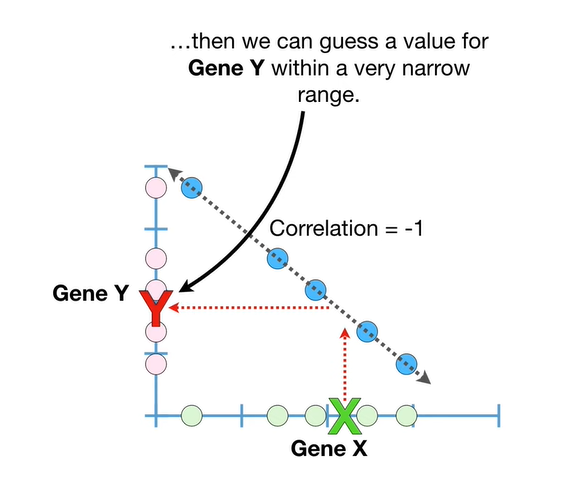 ...then we can guess a value for
Gene Y within a very narrow
range.
Correlation = -1
Gene Y
Y
X
Gene X